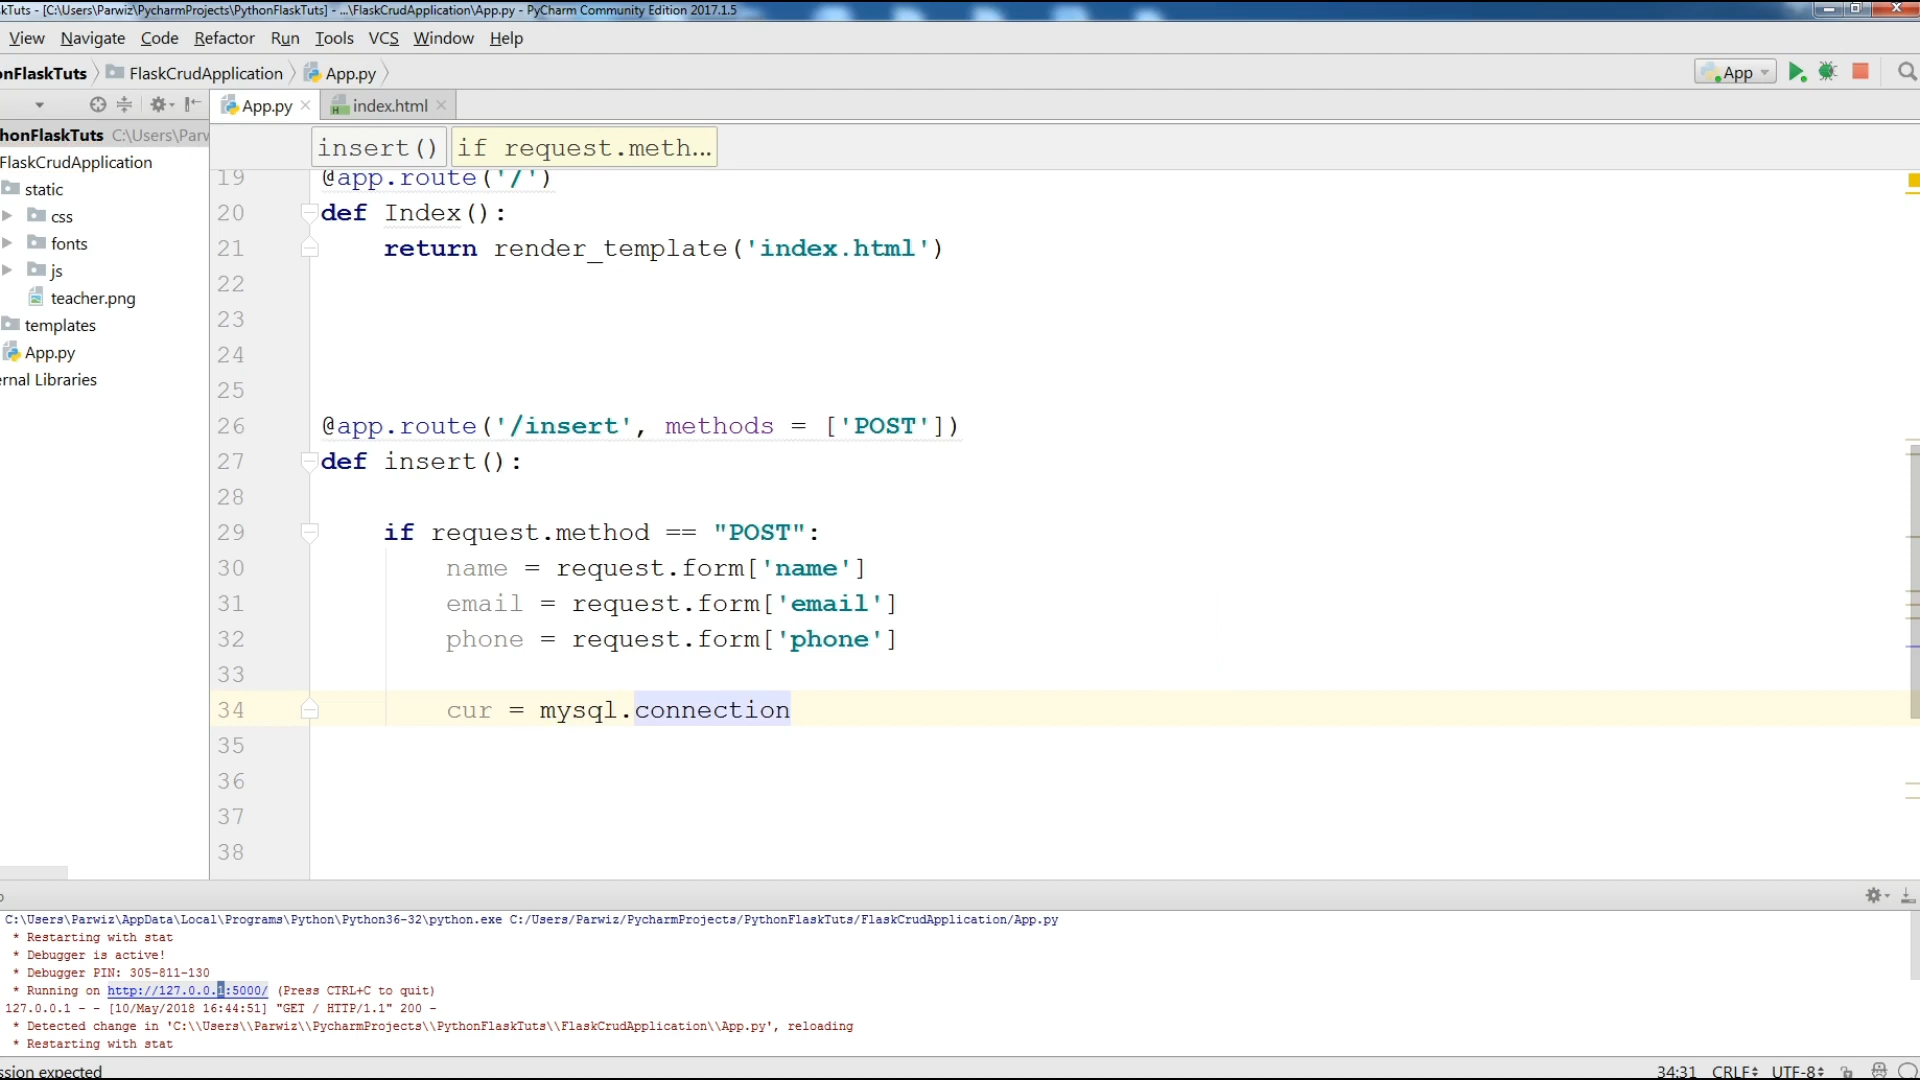 kTuts - [C:\Users\Parwiz\PycharmProjects\PythonFlaskTuts] - ...\FlaskCrudApplication\App.py - PyCharm Community Edition 2017.1.5
View Navigate Code Refactor Run Tools VCS Window Help
onFlaskTuts FlaskCrudApplication App.py App
App.py index.html
honFlaskTuts C:\Users\Parw
FlaskCrudApplication
static
css
fonts
js
teacher.png
templates
App.py
ernal Libraries
insert() if request.meth...
19 @app.route('/')
20 def Index():
21 return render_template('index.html')
22
23
24
25
26 @app.route('/insert', methods = ['POST'])
27 def insert():
28
29 if request.method == "POST":
30 name = request.form['name']
31 email = request.form['email']
32 phone = request.form['phone']
33
34 cur = mysql.connection
35
36
37
38
C:\Users\Parwiz\AppData\Local\Programs\Python\Python36-32\python.exe C:/Users/Parwiz/PycharmProjects/PythonFlaskTuts/FlaskCrudApplication/App.py
* Restarting with stat
* Debugger is active!
* Debugger PIN: 305-811-130
* Running on http://127.0.0.1:5000/ (Press CTRL+C to quit)
127.0.0.1 - - [10/May/2018 16:44:51] "GET / HTTP/1.1" 200 -
* Detected change in 'C:\\Users\\Parwiz\\PycharmProjects\\PythonFlaskTuts\\FlaskCrudApplication\\App.py', reloading
* Restarting with stat
ssion expected 34:31 CRLF UTF-8